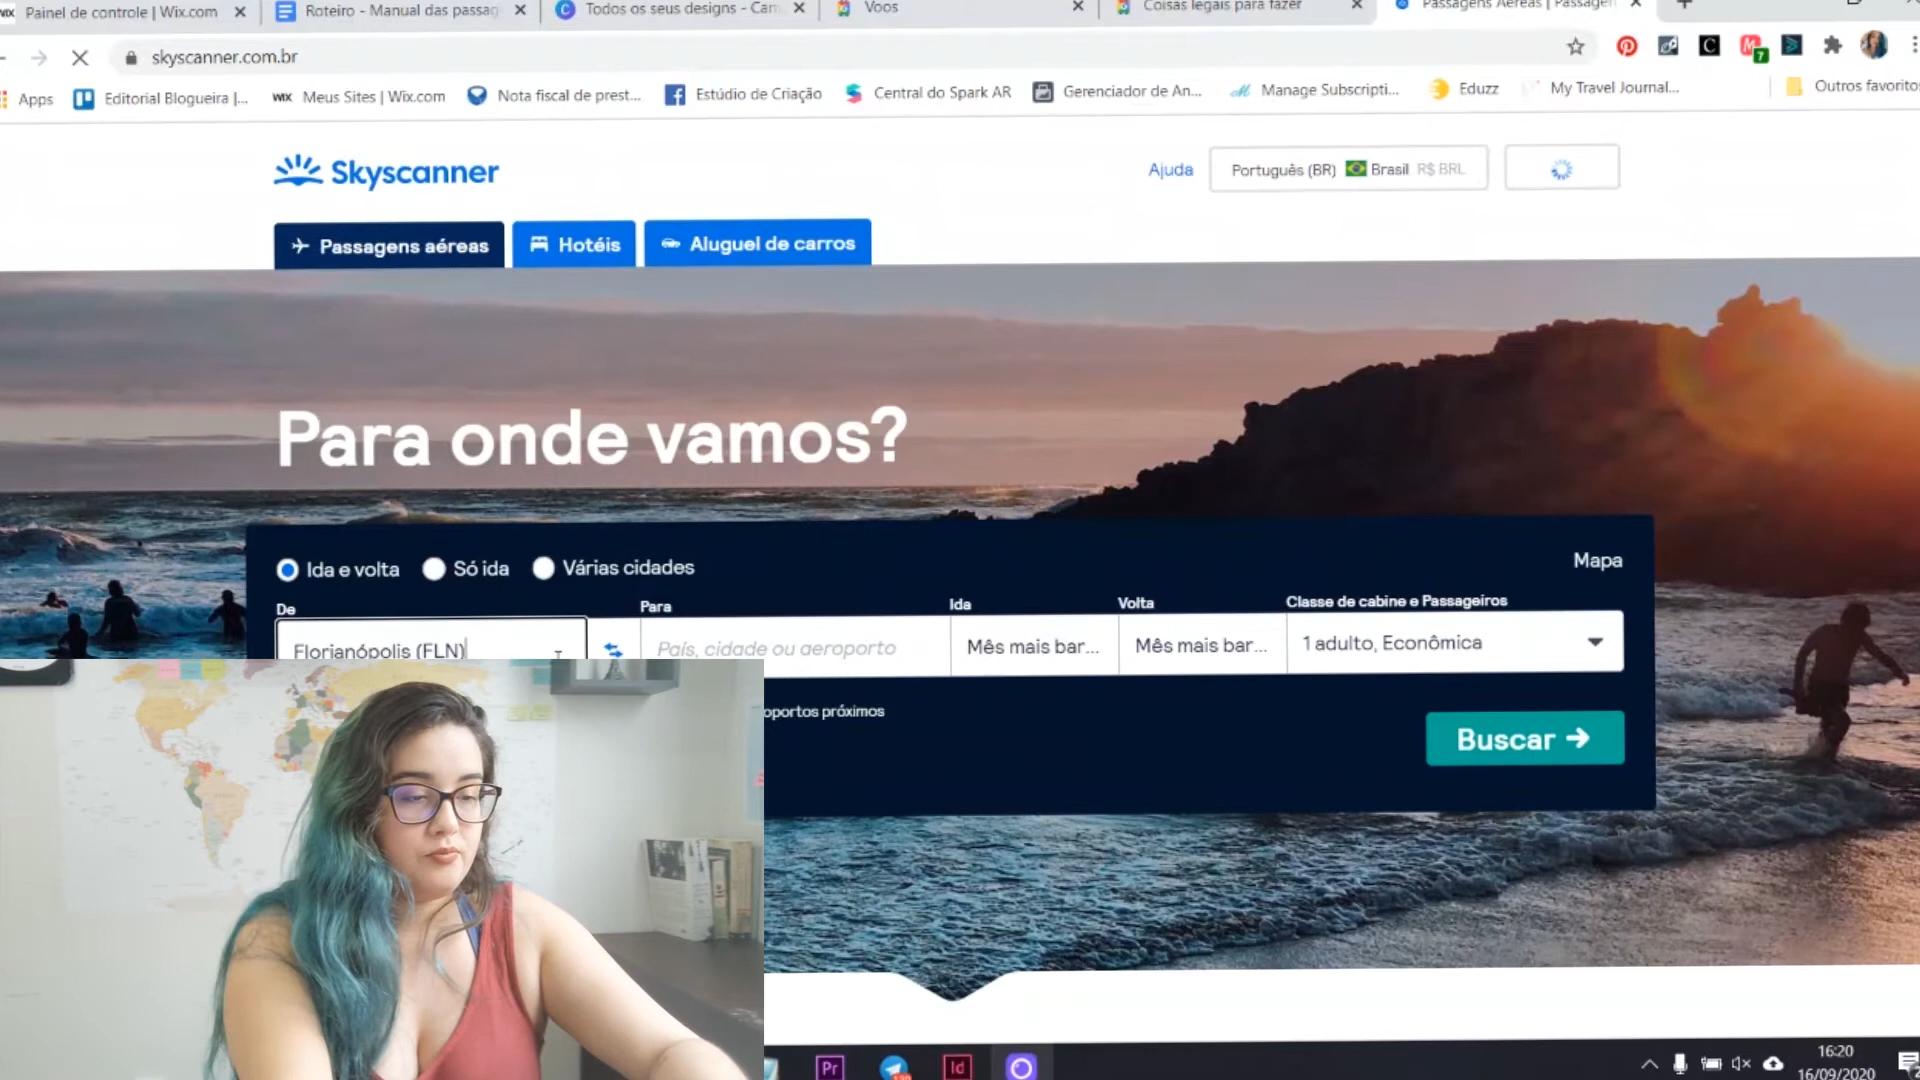 Painel de controle | Wix.com
Roteiro - Manual das passag
Todos os seus designs - Can
Voos
Coisas legais para fazer
Passagens Aéreas | Passagen
skyscanner.com.br
7
Apps
Editorial Blogueira |...
WIX Meus Sites | Wix.com
Nota fiscal de prest...
Estúdio de Criação
Central do Spark AR
Gerenciador de An...
Manage Subscripti...
Eduzz
My Travel Journal...
Outros favoritos
Skyscanner
Ajuda
Português (BR) Brasil R$ BRL
Passagens aéreas
Hotéis
Aluguel de carros
Para onde vamos?
Ida e volta
Só ida
Várias cidades
Mapa
De
Para
Ida
Volta
Classe de cabine e Passageiros
Florianópolis (FLN)
País, cidade ou aeroporto
Mês mais bar...
Mês mais bar...
1 adulto, Econômica
oportos próximos
Buscar
Pr
Id
16:20
16/09/2020